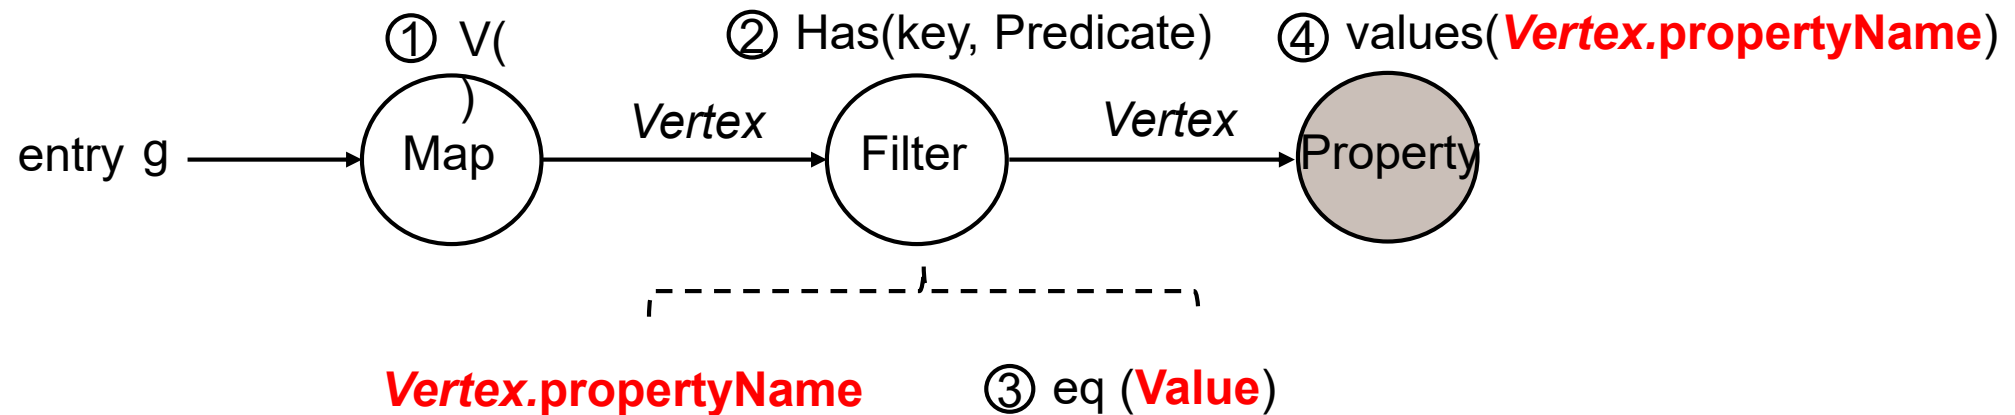 ① V( ) ② Has(key, Predicate) ④ values(Vertex.propertyName)
Vertex Vertex
entry g Map Filter Property
Vertex.propertyName ③ eq (Value)